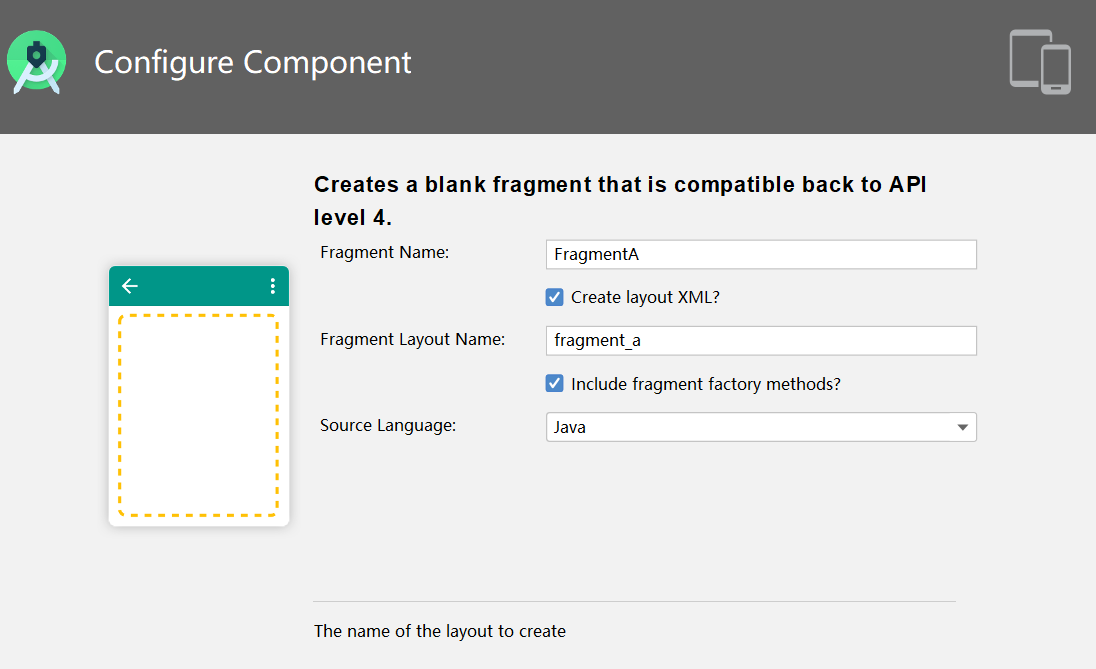 Configure Component
Creates a blank fragment that is compatible back to API
level 4.
Fragment Name:
FragmentA
Create layout XML?
Fragment Layout Name:
fragment_a
Include fragment factory methods?
Source Language:
Java
The name of the layout to create